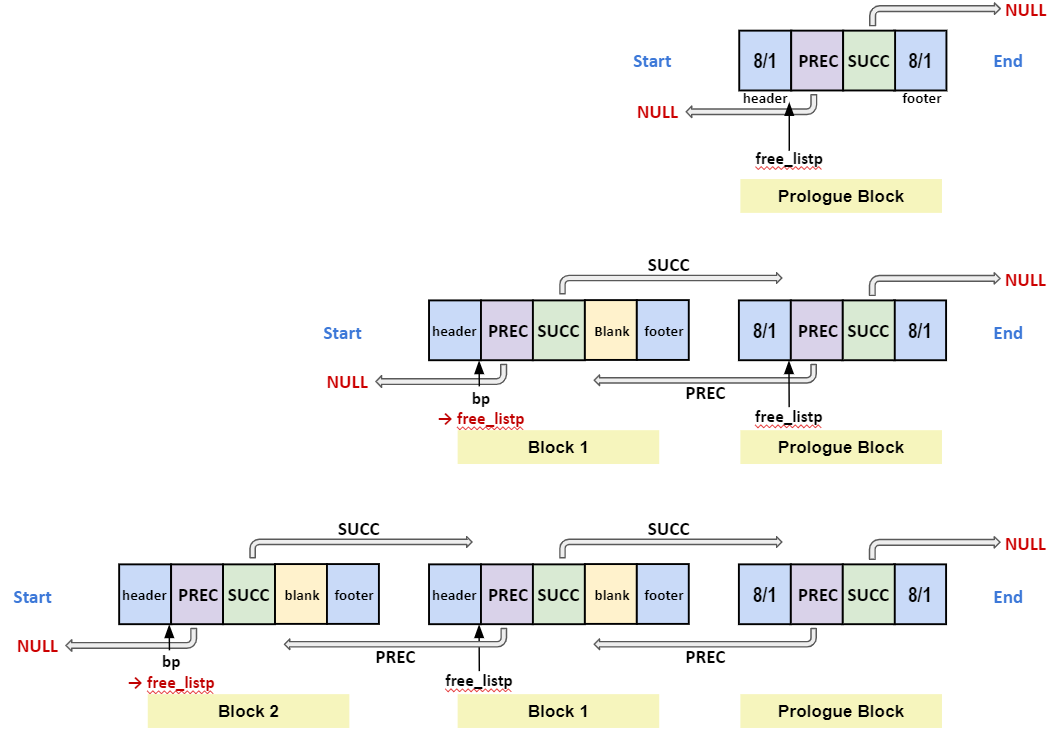 NULL
Start 8/1 PREC SUCC 8/1 End
header footer
NULL
free_listp
Prologue Block
SUCC
NULL
Start header PREC SUCC Blank footer 8/1 PREC SUCC 8/1 End
NULL
bp PREC
→ free_listp free_listp
Block 1 Prologue Block
SUCC SUCC
NULL
Start header PREC SUCC blank footer header PREC SUCC blank footer 8/1 PREC SUCC 8/1 End
NULL
bp PREC PREC
→ free_listp free_listp
Block 2 Block 1 Prologue Block